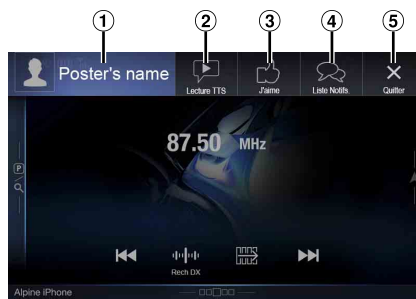 1 2 3 4 5
Poster's name
Lecture TTS
J'aime
Liste Notifs.
Quitter
87.50 MHz
P
Rech DX
Alpine iPhone